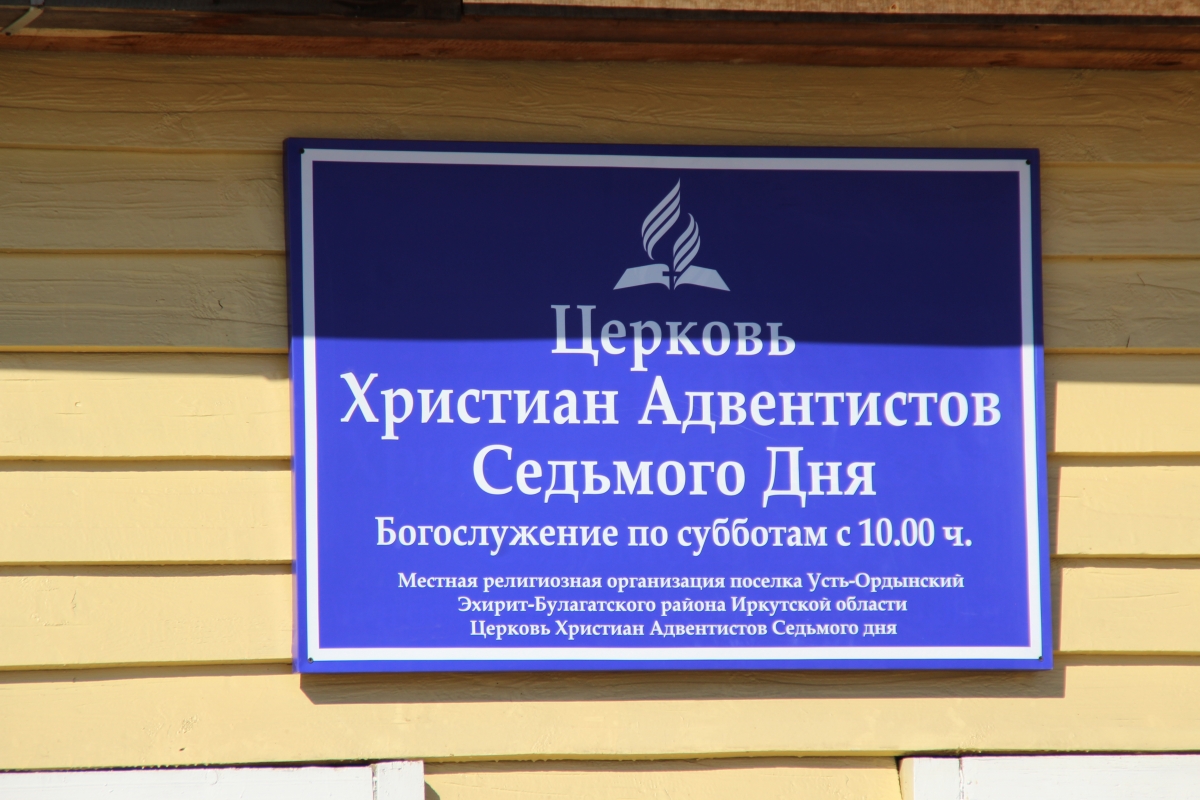 Церковь
Христиан Адвентистов
Седьмого Дня
Богослужение по субботам с 10.00 ч.
Местная религиозная организация поселка Усть-Ордынский
Эхирит-Булагатского района Иркутской области
Церковь Христиан Адвентистов Седьмого дня